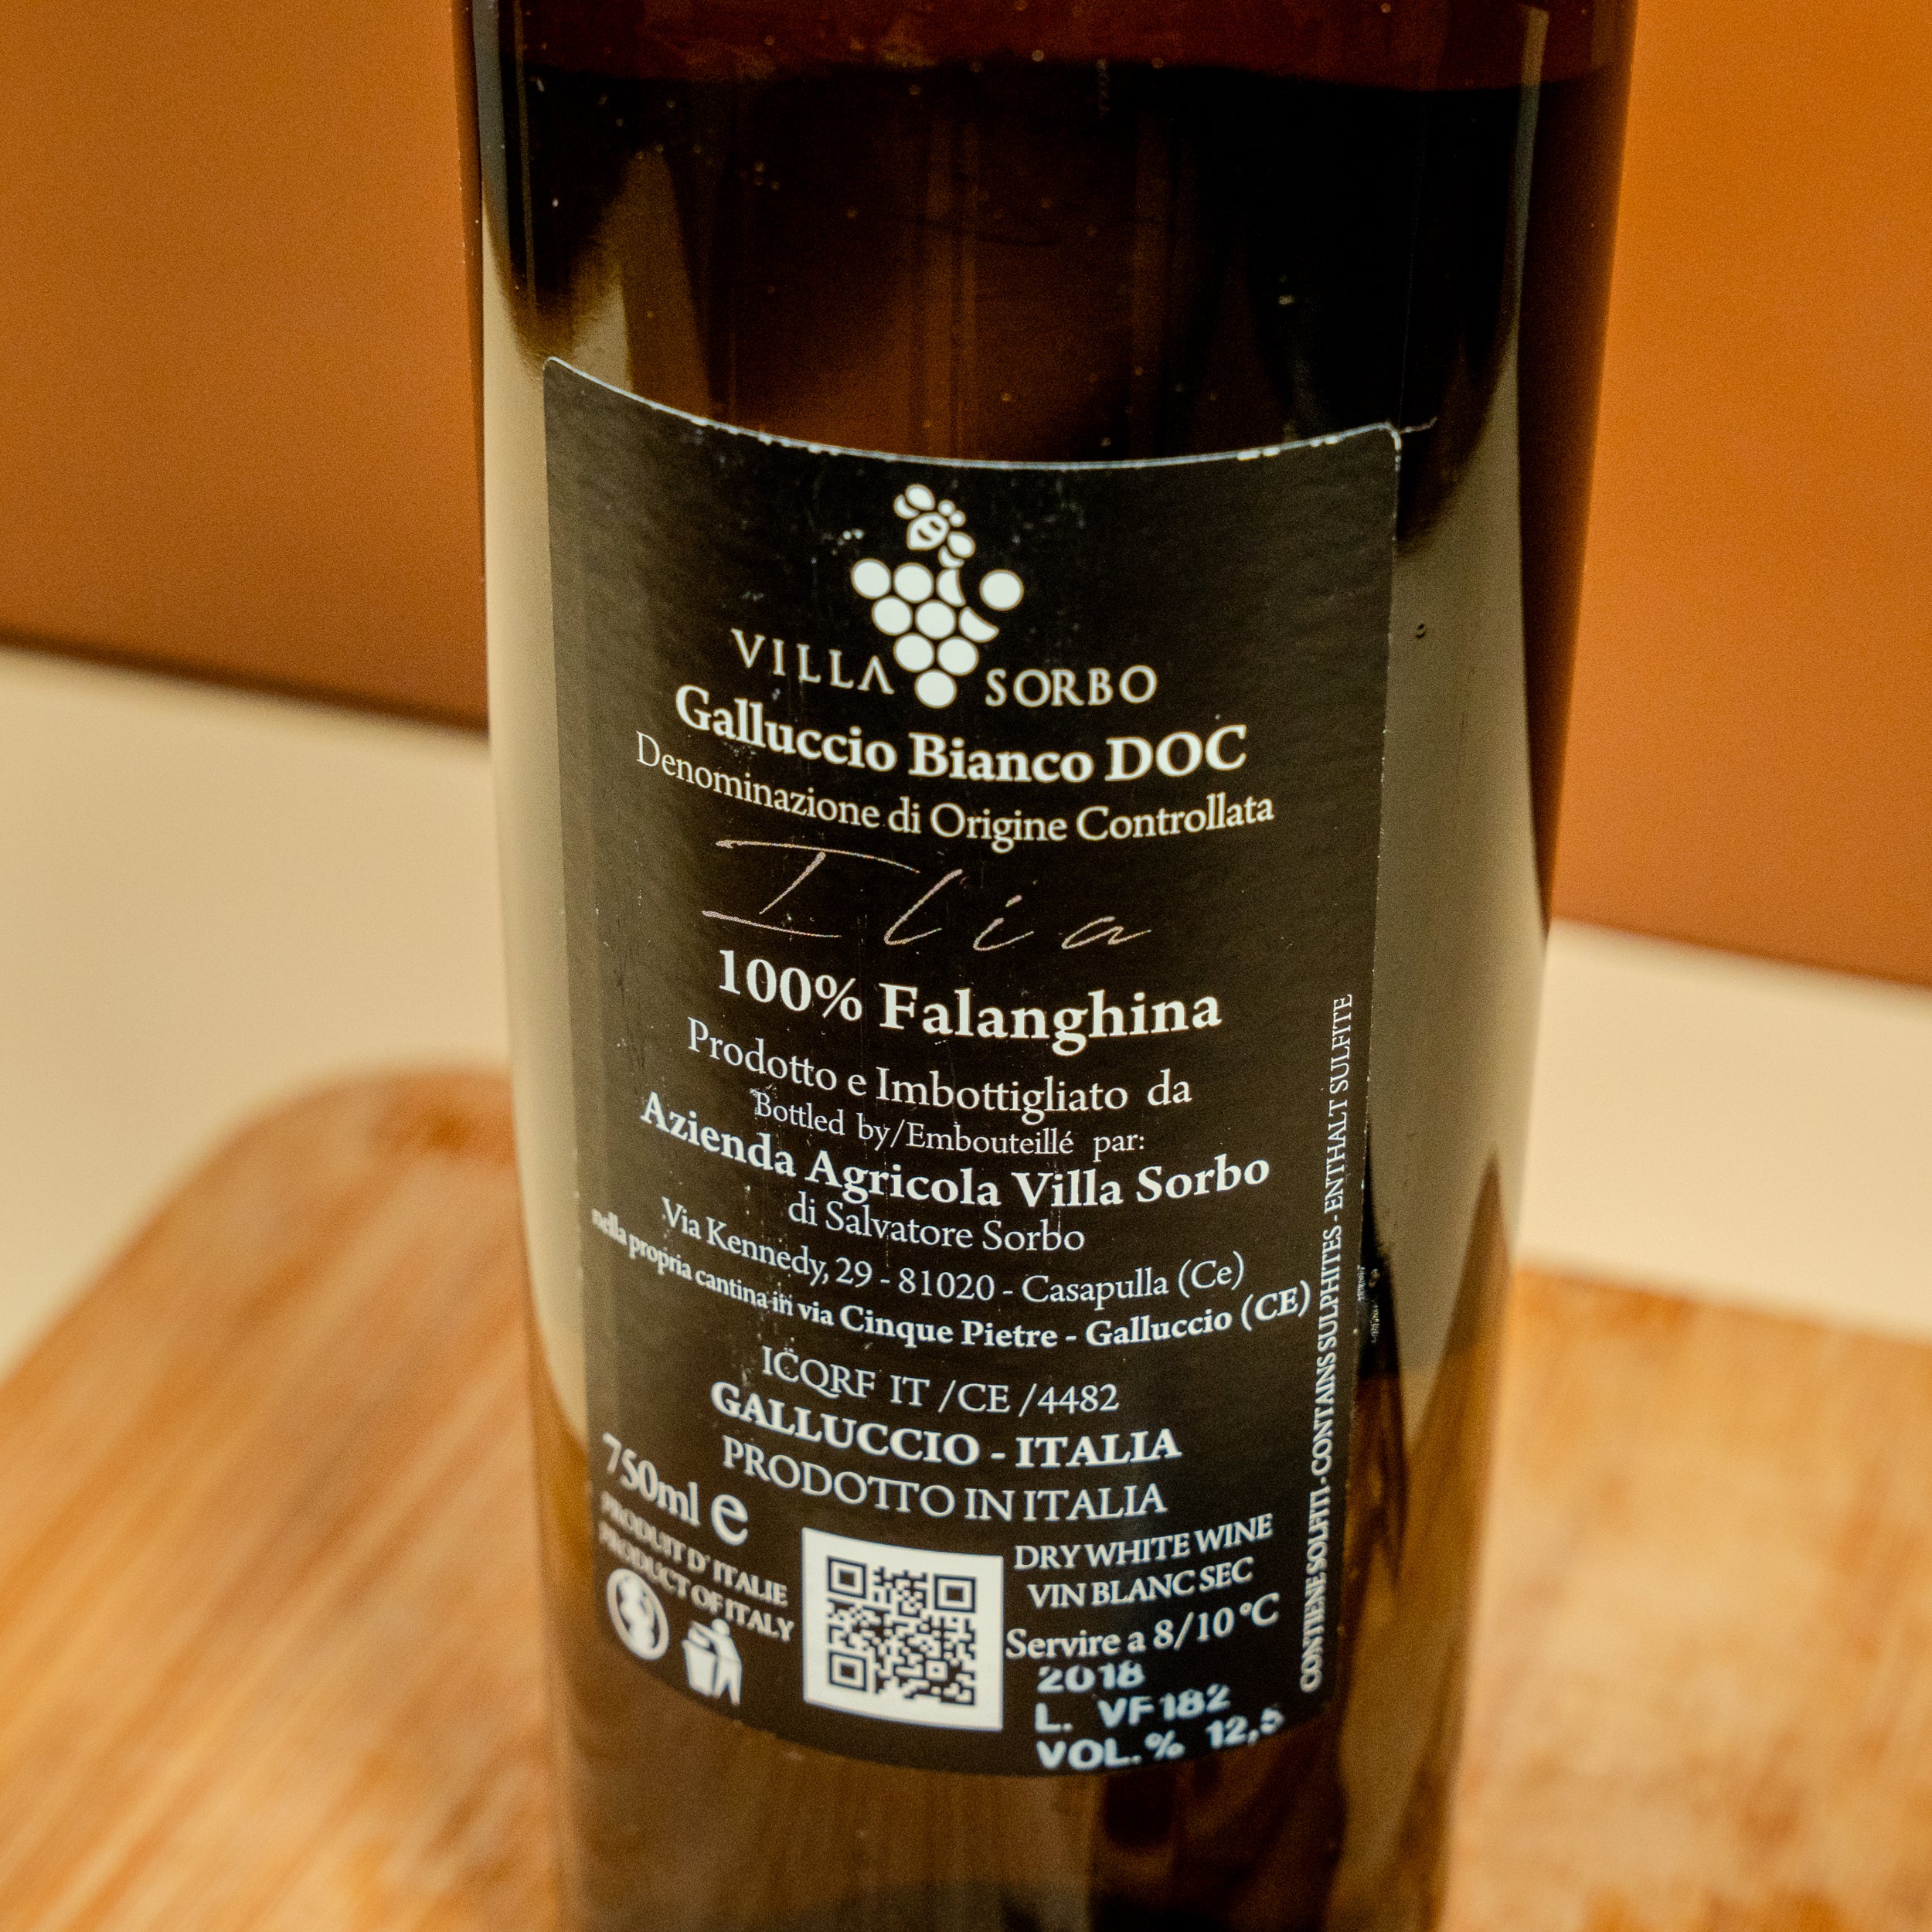 VILLA SORBO
Galluccio Bianco DOC
Denominazione di Origine Controllata
Ilia
100% Falanghina
Prodotto e Imbottigliato da
Bottled by/Embouteillé par:
Azienda Agricola Villa Sorbo
di Salvatore Sorbo
Via Kennedy, 29 - 81020 - Casapulla (Ce)
nella propria cantina in via Cinque Pietre - Galluccio (CE)
ICQRF IT /CE /4482
GALLUCCIO - ITALIA
PRODOTTO IN ITALIA
750ml e
PRODUIT D' ITALIE
PRODUCT OF ITALY
DRY WHITE WINE
VIN BLANC SEC
Servire a 8/10 °C
2018
L. VF182
VOL.% 12,5
CONTIENE SOLFITI - CONTAINS SULPHITES - ENTHALT SULFITE